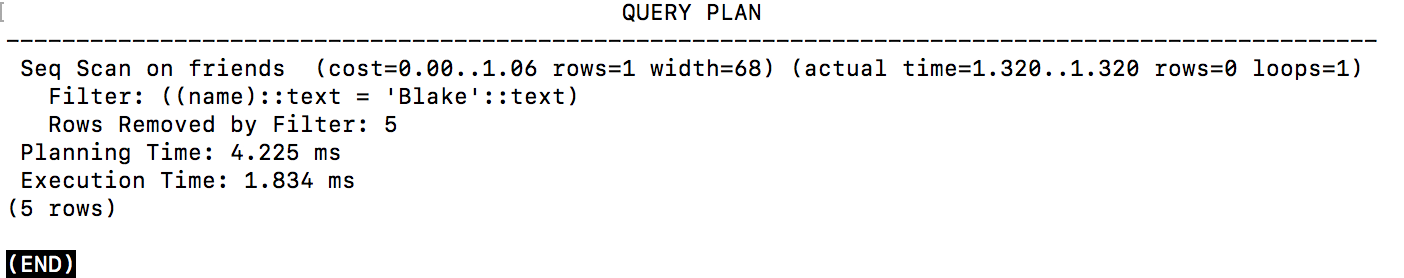 QUERY PLAN
---------------------------------------------------------------------------------------------------
Seq Scan on friends  (cost=0.00..1.06 rows=1 width=68) (actual time=1.320..1.320 rows=0 loops=1)
Filter: ((name)::text = 'Blake'::text)
Rows Removed by Filter: 5
Planning Time: 4.225 ms
Execution Time: 1.834 ms
(5 rows)
(END)